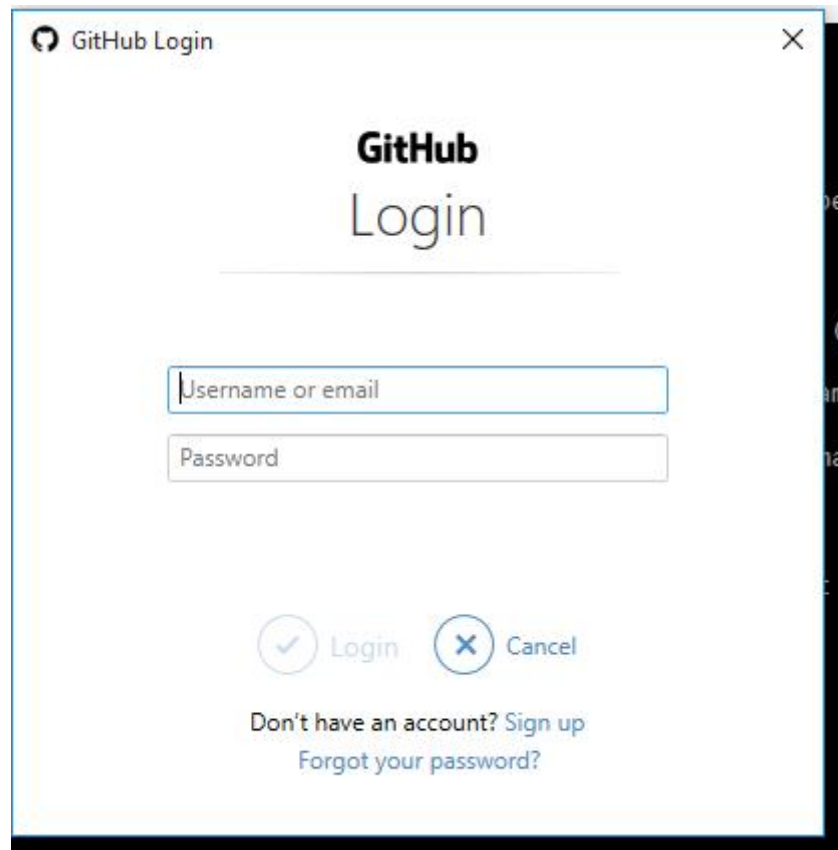 GitHub Login
GitHub
Login
Username or email
Password
Login Cancel
Don't have an account? Sign up
Forgot your password?